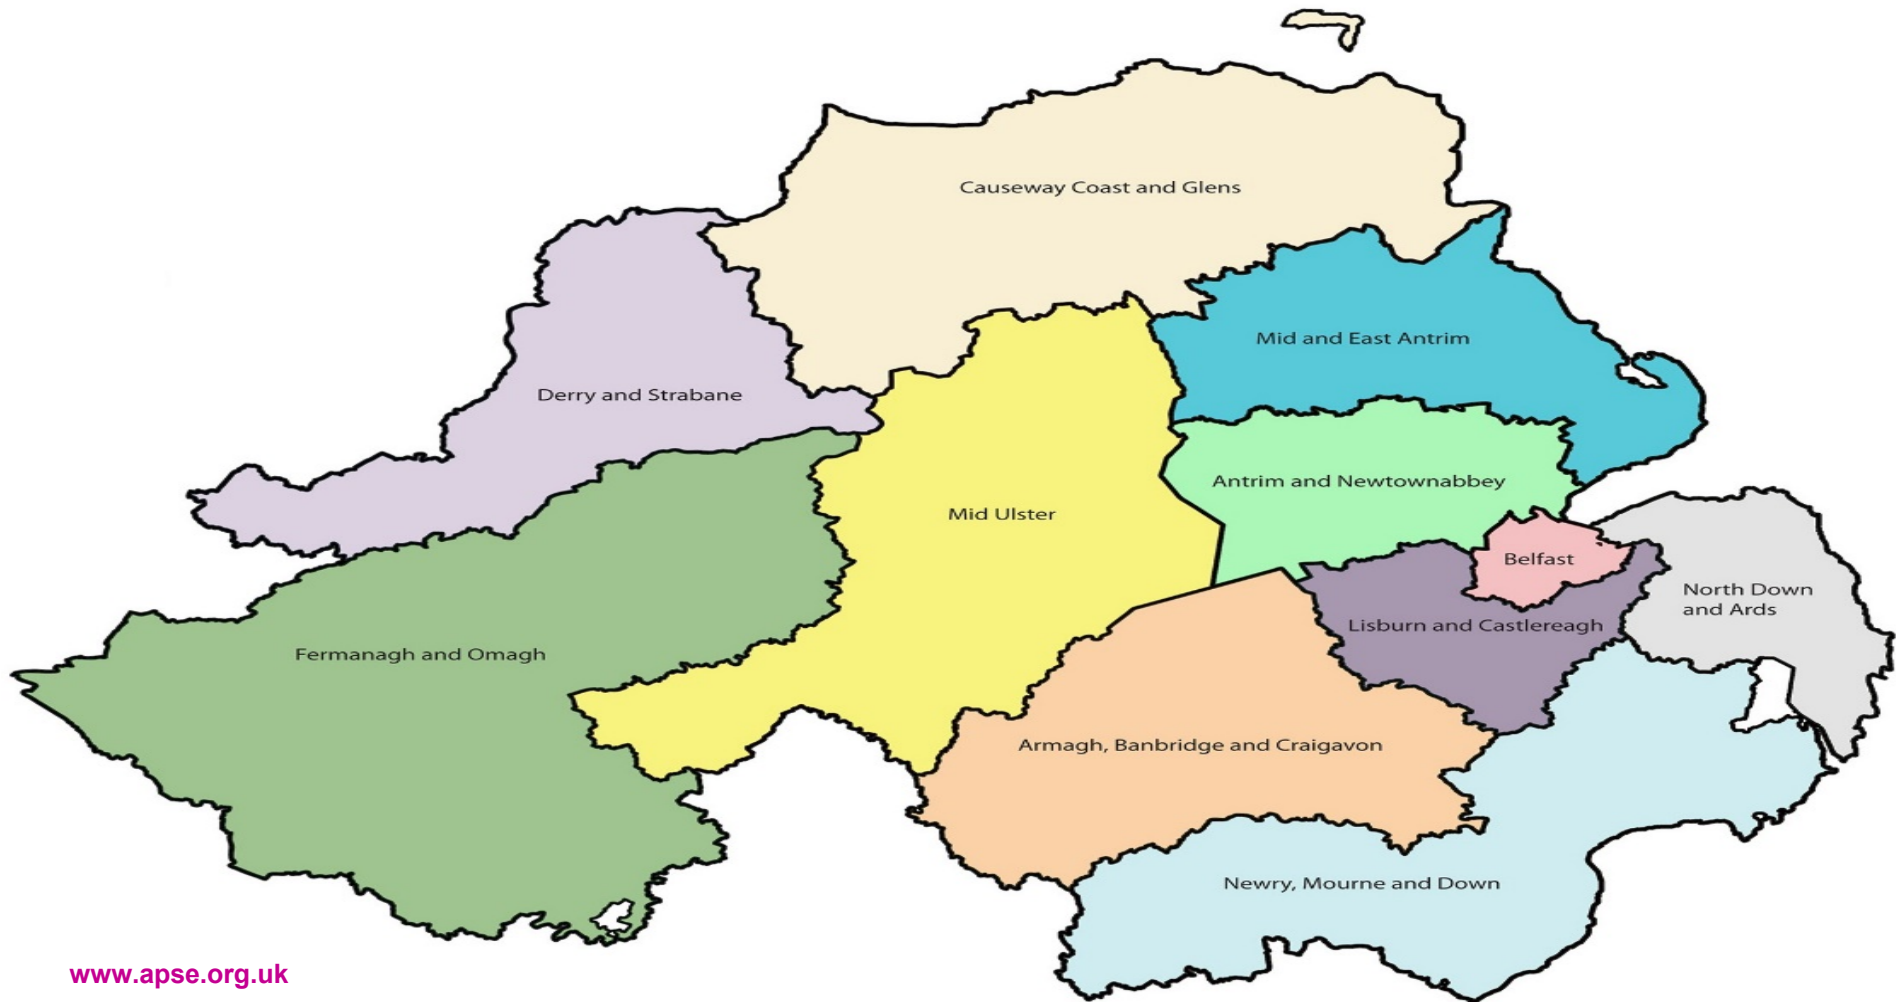 Causeway Coast and Glens
Mid and East Antrim
Derry and Strabane
Antrim and Newtownabbey
Mid Ulster
Belfast
North Down
and Ards
Lisburn and Castlereagh
Fermanagh and Omagh
Armagh, Banbridge and Craigavon
Newry, Mourne and Down
www.apse.org.uk